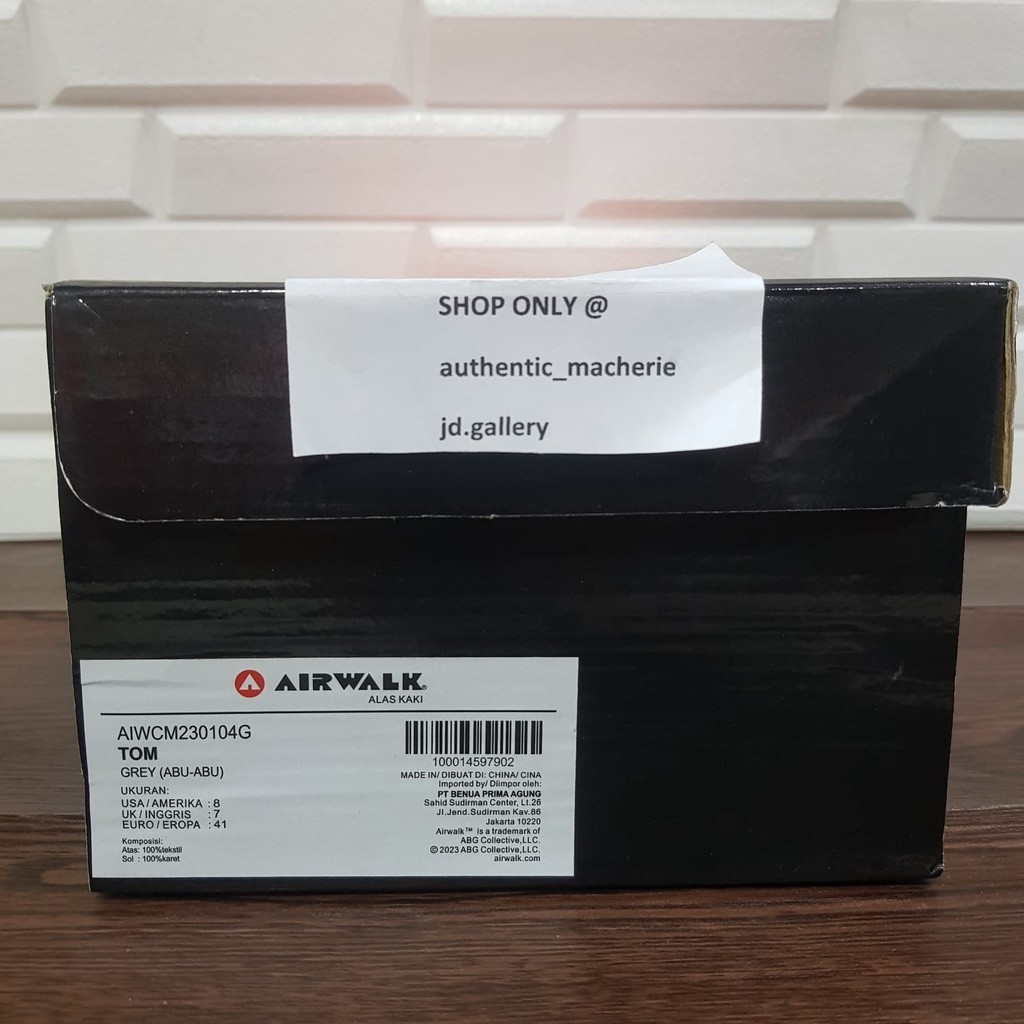 SHOP ONLY @
authentic_macherie
jd.gallery
AIRWALK
ALAS KAKI
AIWCM230104G
TOM
GREY (ABU-ABU)
UKURAN:
USA / AMERIKA : 8
UK / INGGRIS : 7
EURO / EROPA : 41
Komposisi:
Atas: 100%tekstil
Sol : 100%karet
100014597902
MADE IN/ DIBUAT DI: CHINA/ CINA
Imported by/ Diimpor oleh:
PT BENUA PRIMA AGUNG
Sahid Sudirman Center, Lt.26
Jl.Jend.Sudirman Kav.86
Jakarta 10220
Airwalk™ is a trademark of
ABG Collective,LLC.
© 2023 ABG Collective,LLC.
airwalk.com